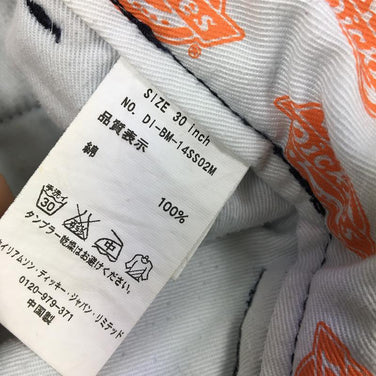 SIZE 30 inch
NO. DI-BM-14SS02M
品質表示
綿 100%
手洗イ
30
中
タンブラー乾燥はお避けください。
ウイリアムソン・ディッキー・ジャパン・リミテッド
0120-979-371
中国製
Dickies